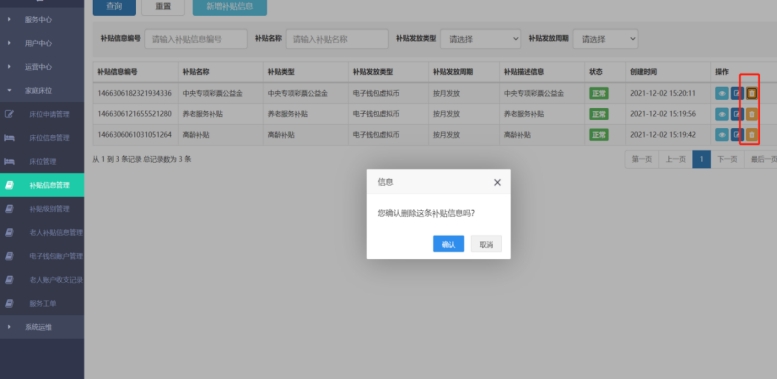 服务中心
用户中心
运营中心
家庭床位
床位申请管理
床位信息管理
床位管理
补贴信息管理
补贴级别管理
老人补贴信息管理
电子钱包账户管理
老人账户收支记录
服务工单
系统运维
查询 重置 新增补贴信息
补贴信息编号 请输入补贴信息编号 补贴名称 请输入补贴名称 补贴发放类型 请选择 补贴发放周期 请选择
补贴信息编号 补贴名称 补贴类型 补贴发放类型 补贴发放周期 补贴描述信息 状态 创建时间 操作
1466306182321934336 中央专项彩票公益金 中央专项彩票公益金 电子钱包虚拟币 按月发放 中央专项彩票公益金 正常 2021-12-02 15:20:11
1466306121655521280 养老服务补贴 养老服务补贴 电子钱包虚拟币 按月发放 养老服务补贴 正常 2021-12-02 15:19:56
1466306061031051264 高龄补贴 高龄补贴 电子钱包虚拟币 按月发放 高龄补贴 正常 2021-12-02 15:19:42
从 1 到 3 条记录 总记录数为 3 条
第一页 上一页 1 下一页 最后一页
信息
您确认删除这条补贴信息吗？
确认 取消